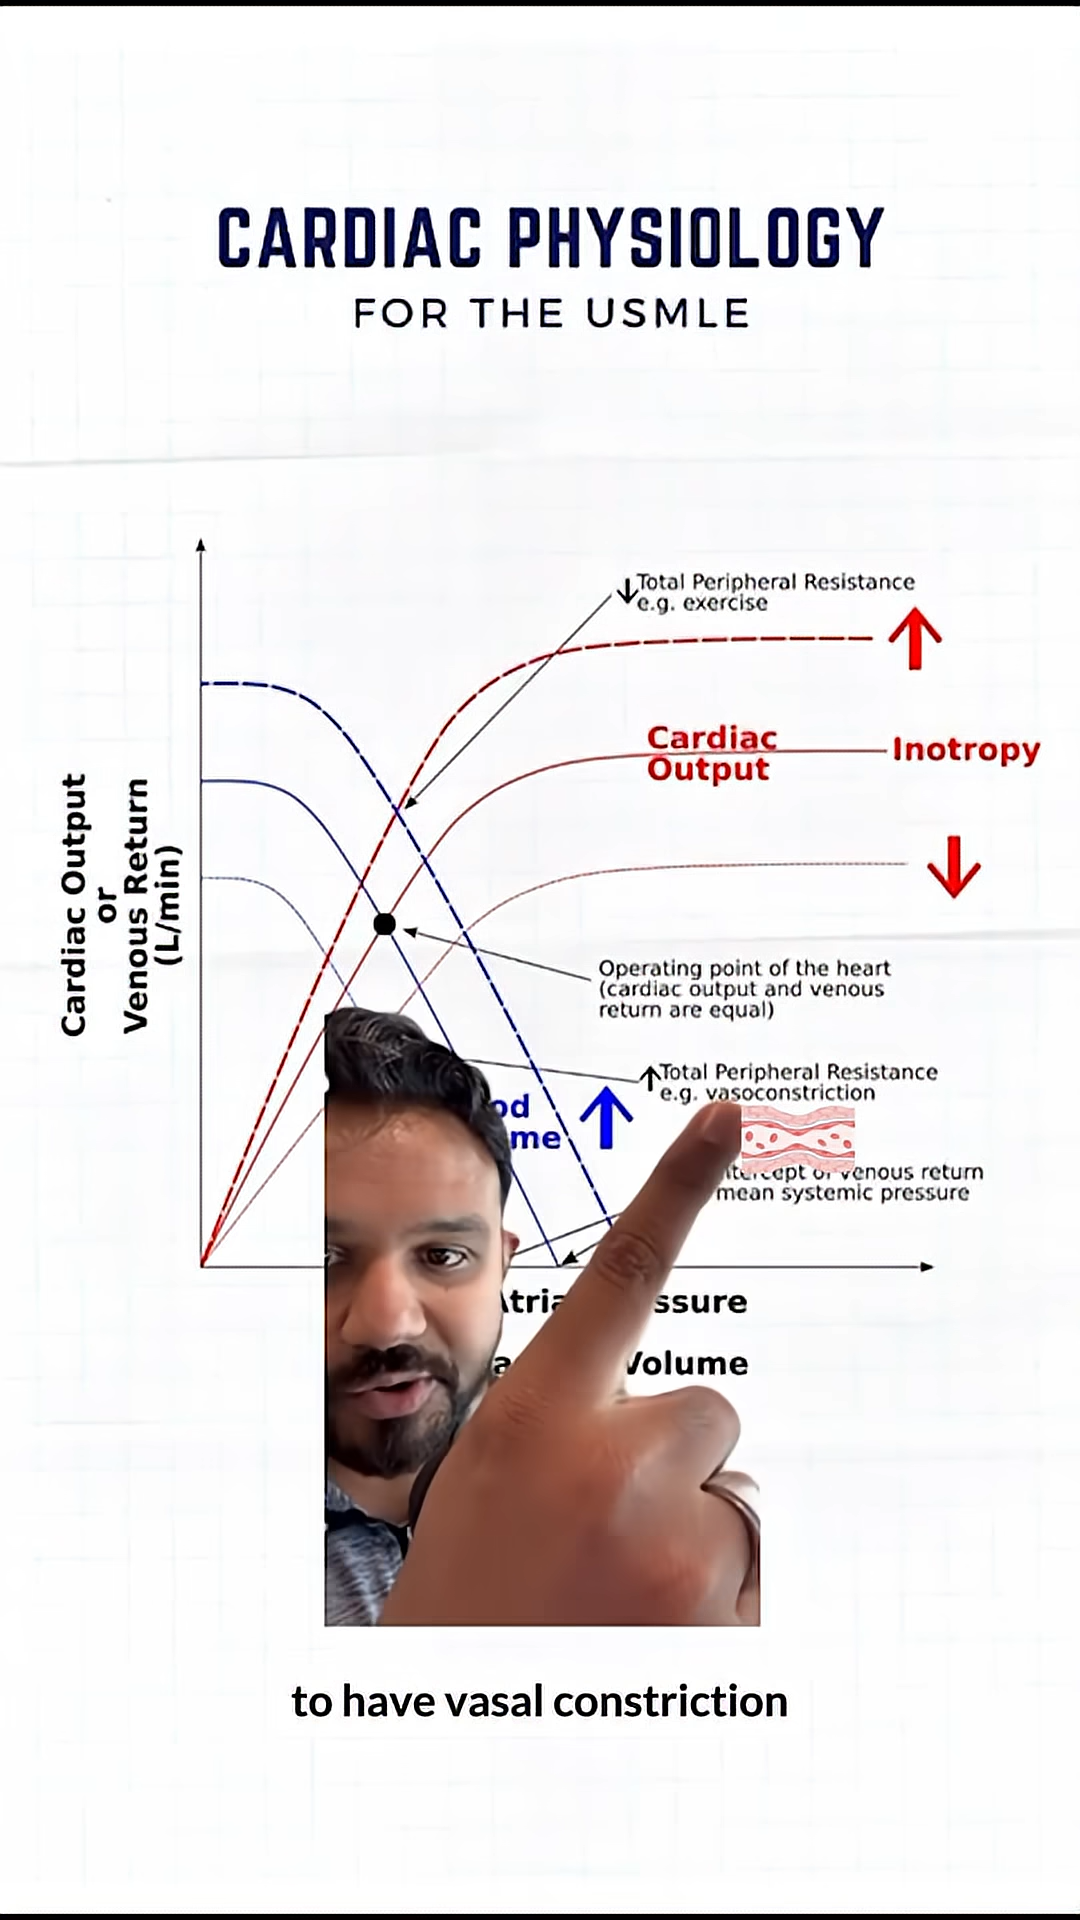 CARDIAC PHYSIOLOGY
FOR THE USMLE
↓Total Peripheral Resistance
e.g. exercise
Cardiac
Output
Inotropy
Cardiac Output
or
Venous Return
(L/min)
Operating point of the heart
(cardiac output and venous
return are equal)
↑Total Peripheral Resistance
e.g. vasoconstriction
venous return
mean systemic pressure
Volume
to have vasal constriction